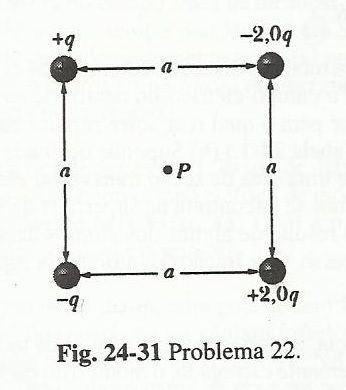 +q
−2,0q
a
a
P
a
a
−q
+2,0q
Fig. 24-31 Problema 22.